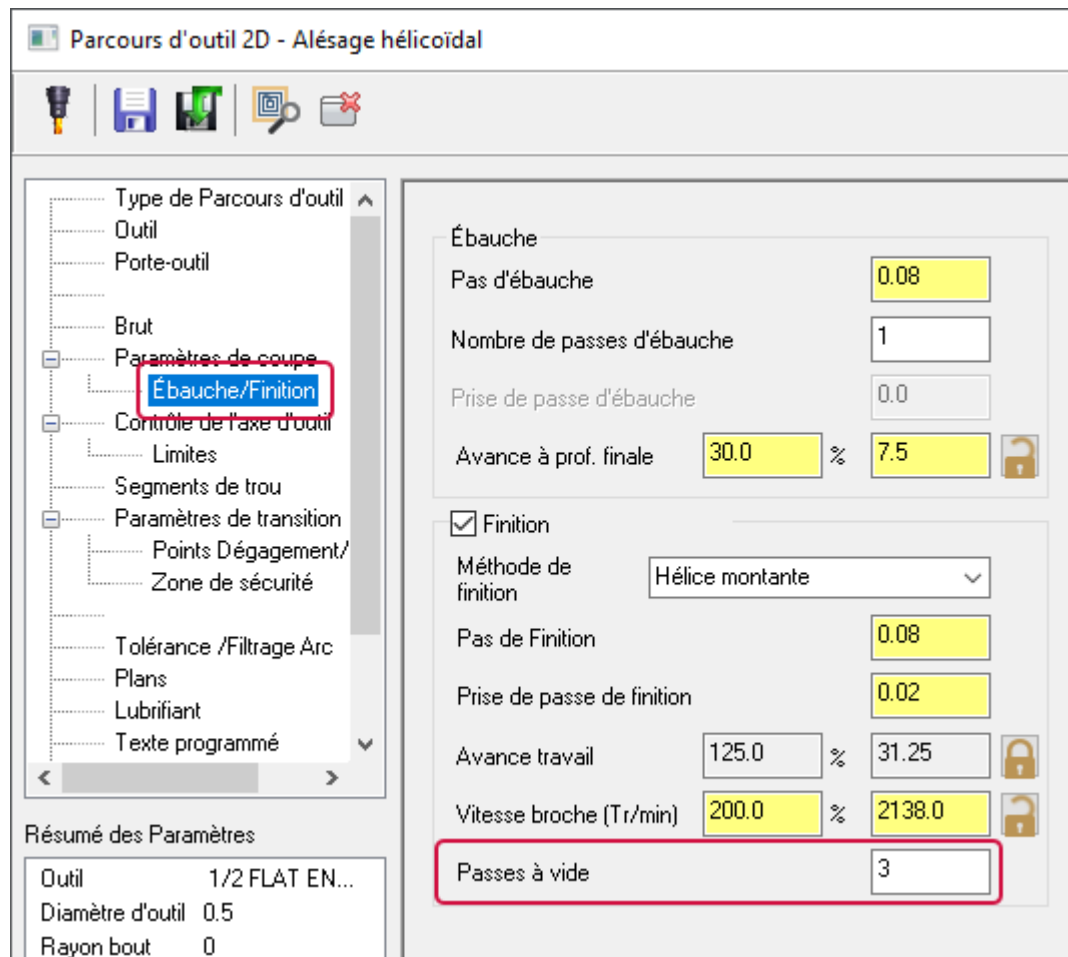 Parcours d'outil 2D - Alésage hélicoïdal
Type de Parcours d'outil
Outil
Porte-outil
Brut
Paramètres de coupe
Ébauche/Finition
Contrôle de l'axe d'outil
Limites
Segments de trou
Paramètres de transition
Points Dégagement/
Zone de sécurité
Tolérance /Filtrage Arc
Plans
Lubrifiant
Texte programmé
Résumé des Paramètres
Outil 1/2 FLAT EN...
Diamètre d'outil 0.5
Rayon bout 0
Ébauche
Pas d'ébauche 0.08
Nombre de passes d'ébauche 1
Prise de passe d'ébauche 0.0
Avance à prof. finale 30.0 % 7.5
Finition
Méthode de
finition Hélice montante
Pas de Finition 0.08
Prise de passe de finition 0.02
Avance travail 125.0 % 31.25
Vitesse broche (Tr/min) 200.0 % 2138.0
Passes à vide 3